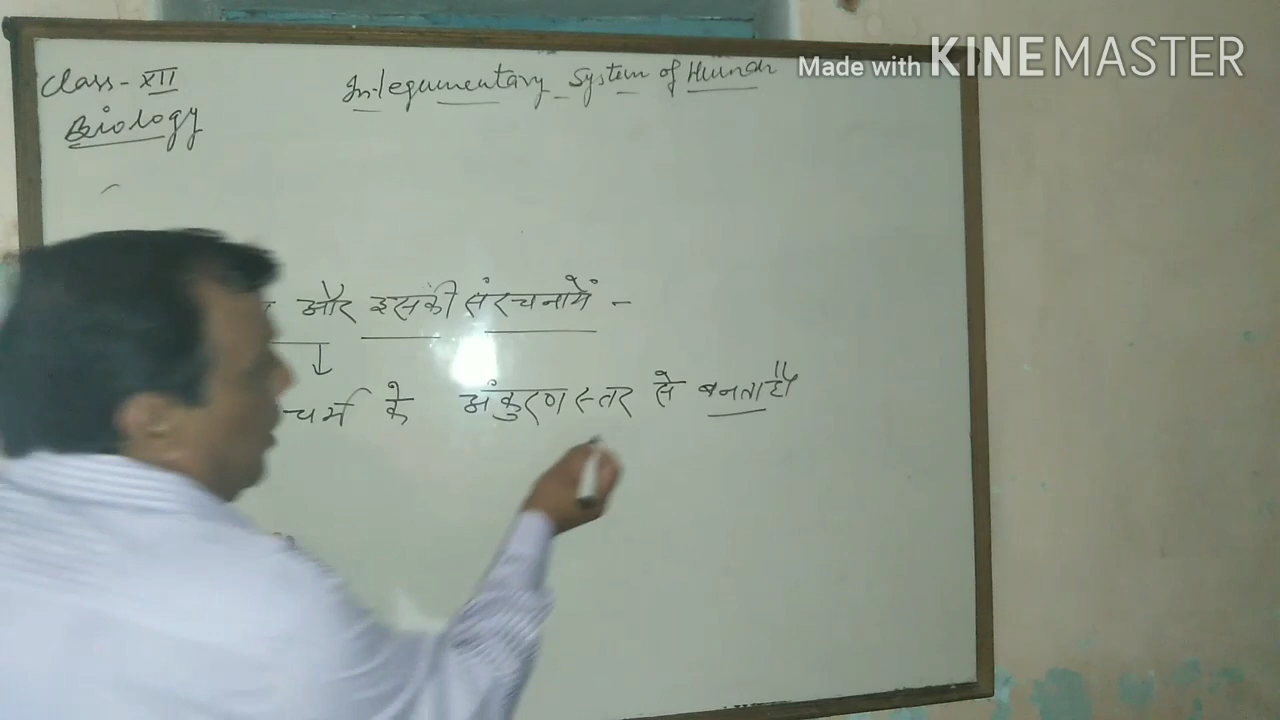 Class - XII
Integumentary System of Human
Made with KINEMASTER
Biology
और इसकी संरचनायें -
चर्म के अंकुरण स्तर से बनता है